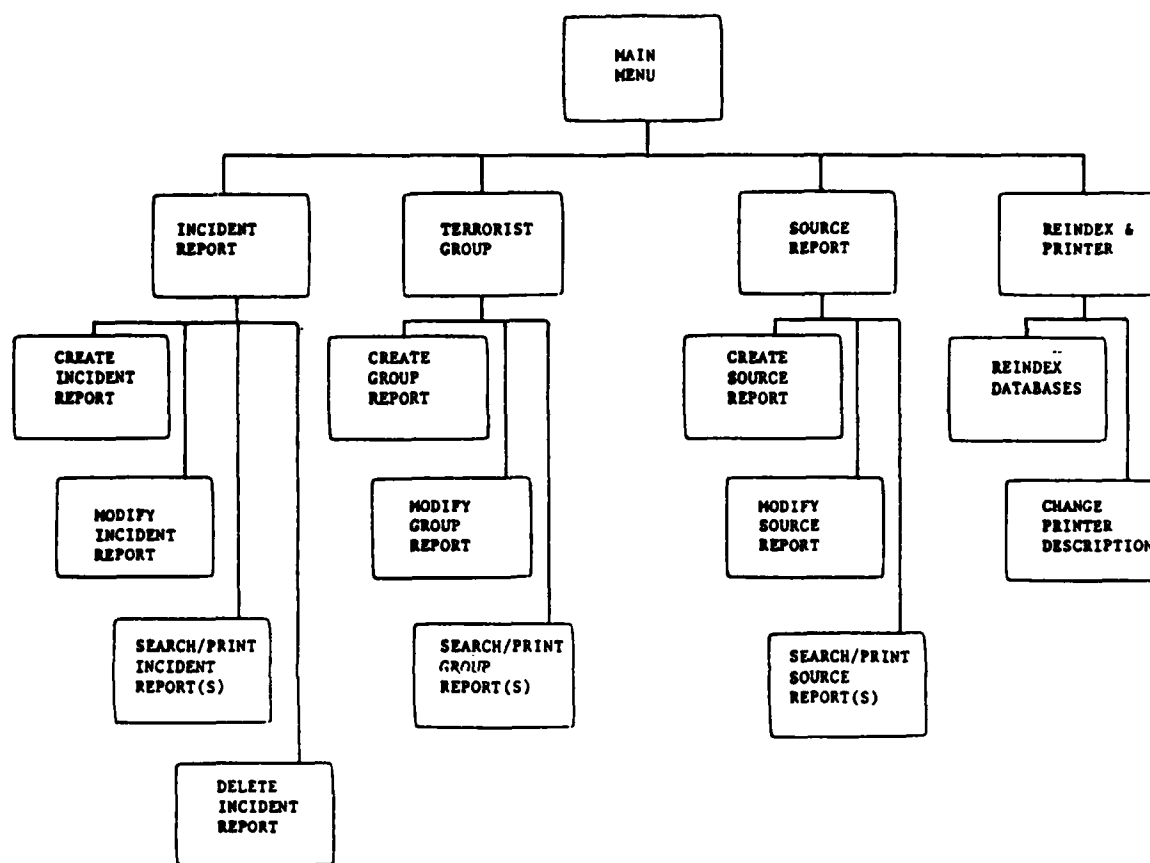 MAIN
MENU
INCIDENT
REPORT
TERRORIST
GROUP
SOURCE
REPORT
REINDEX &
PRINTER
CREATE
INCIDENT
REPORT
CREATE
GROUP
REPORT
CREATE
SOURCE
REPORT
REINDEX
DATABASES
MODIFY
INCIDENT
REPORT
MODIFY
GROUP
REPORT
MODIFY
SOURCE
REPORT
CHANGE
PRINTER
DESCRIPTION
SEARCH/PRINT
INCIDENT
REPORT(S)
SEARCH/PRINT
GROUP
REPORT(S)
SEARCH/PRINT
SOURCE
REPORT(S)
DELETE
INCIDENT
REPORT